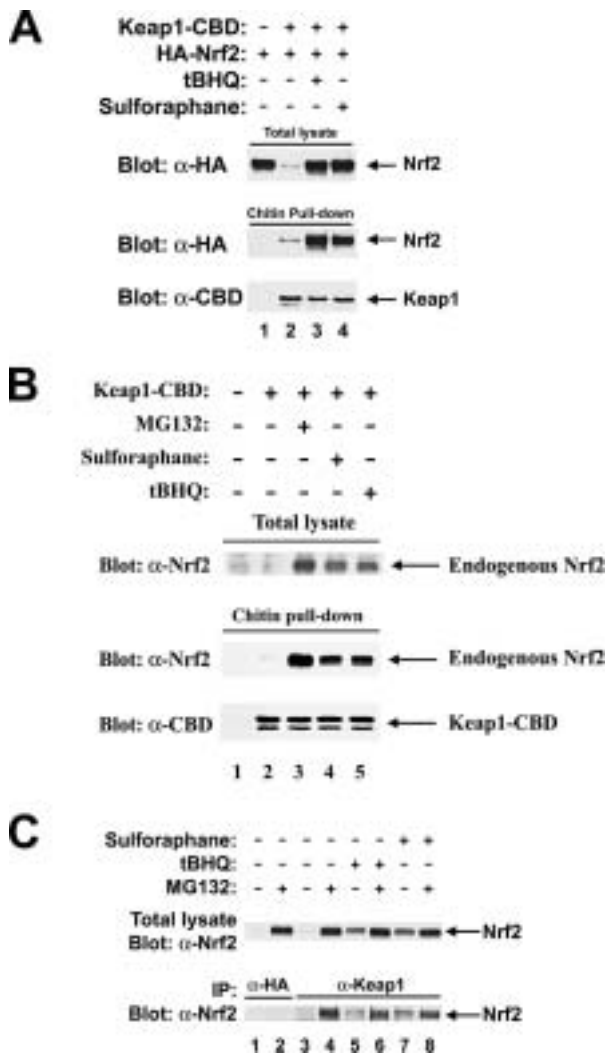 A
Keap1-CBD: - + + +
HA-Nrf2: + + + +
tBHQ: - - + -
Sulforaphane: - - - +
Total lysate
Blot: α-HA Nrf2
Chitin Pull-down
Blot: α-HA Nrf2
Blot: α-CBD Keap1
1 2 3 4
B
Keap1-CBD: - + + + +
MG132: - - + - -
Sulforaphane: - - - + -
tBHQ: - - - - +
Total lysate
Blot: α-Nrf2 Endogenous Nrf2
Chitin pull-down
Blot: α-Nrf2 Endogenous Nrf2
Blot: α-CBD Keap1-CBD
1 2 3 4 5
C
Sulforaphane: - - - - - - + +
tBHQ: - - - - + + - -
MG132: - + - + - + - +
Total lysate
Blot: α-Nrf2 Nrf2
IP: α-HA α-Keap1
Blot: α-Nrf2 Nrf2
1 2 3 4 5 6 7 8